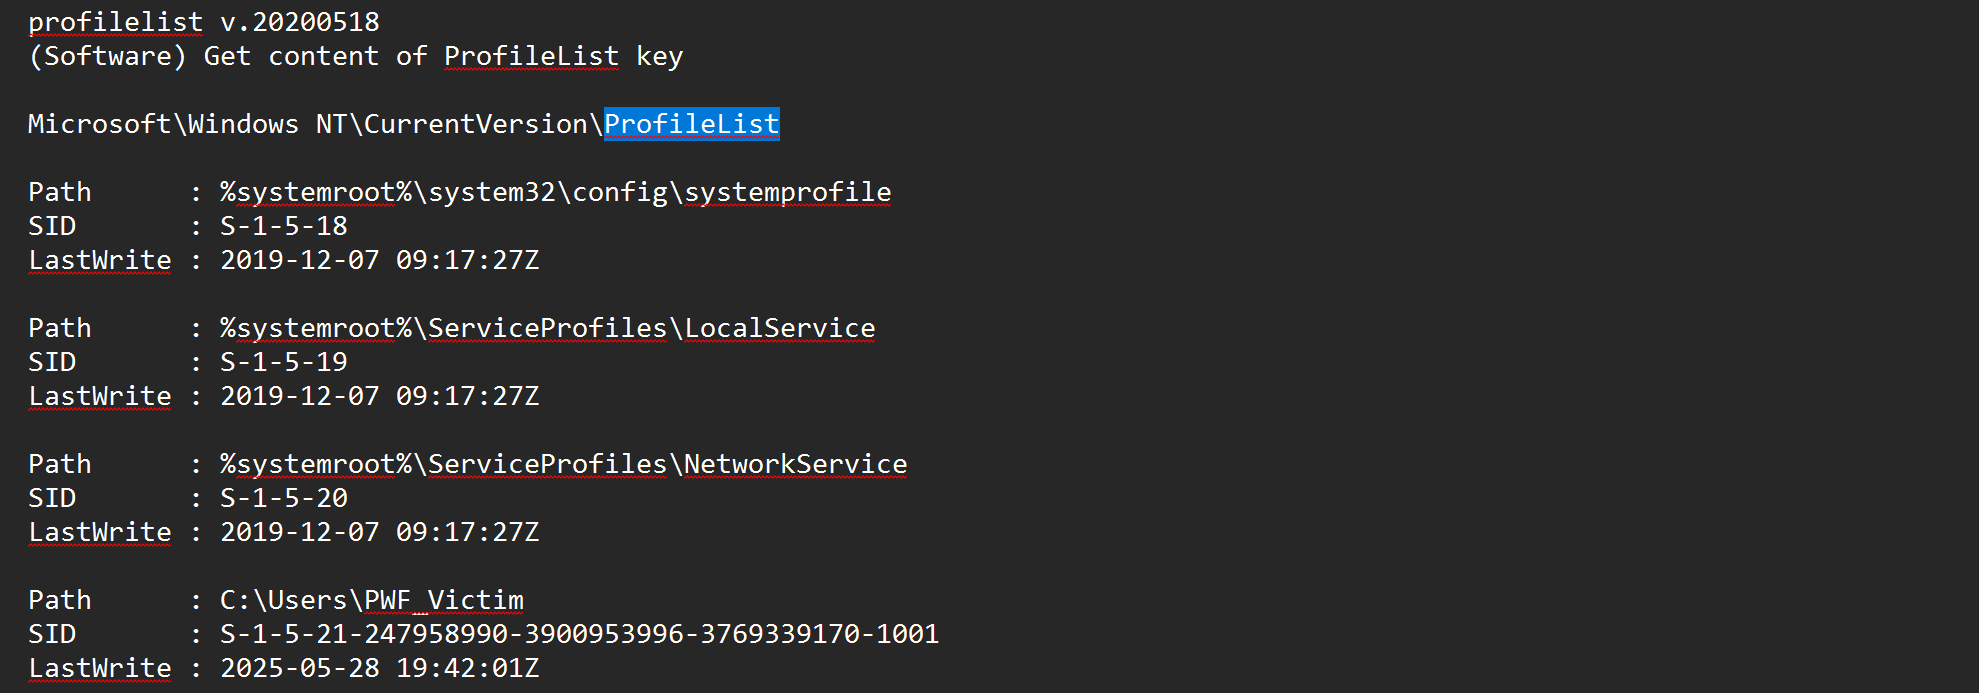 profilelist v.20200518
(Software) Get content of ProfileList key
Microsoft\Windows NT\CurrentVersion\ProfileList
Path      : %systemroot%\system32\config\systemprofile
SID       : S-1-5-18
LastWrite : 2019-12-07 09:17:27Z
Path      : %systemroot%\ServiceProfiles\LocalService
SID       : S-1-5-19
LastWrite : 2019-12-07 09:17:27Z
Path      : %systemroot%\ServiceProfiles\NetworkService
SID       : S-1-5-20
LastWrite : 2019-12-07 09:17:27Z
Path      : C:\Users\PWF_Victim
SID       : S-1-5-21-247958990-3900953996-3769339170-1001
LastWrite : 2025-05-28 19:42:01Z